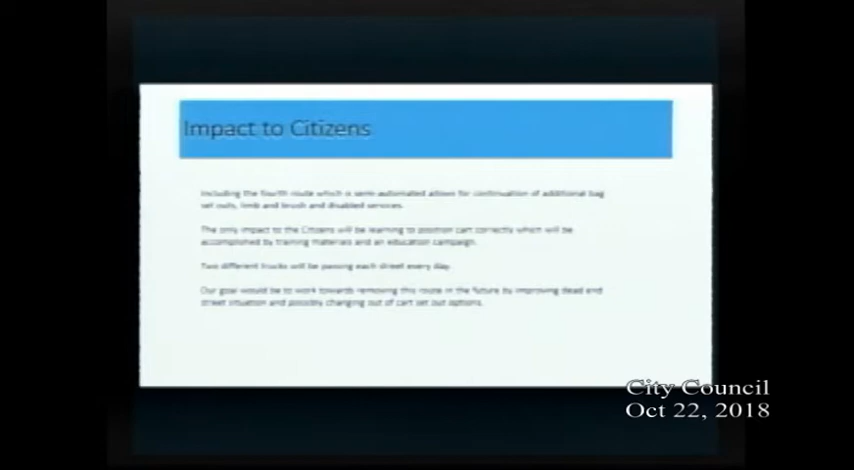 Impact to Citizens
Including the fourth route which is semi-automated allows for continuation of additional bag
set outs, limb and brush and disabled services.
The only impact to the Citizens will be learning to position cart correctly which will be
accomplished by training materials and an education campaign.
Two different trucks will be passing each street every day.
Our goal would be to work towards removing this route in the future by improving dead end
street situation and possibly changing out of cart set out options.
City Council
Oct 22, 2018